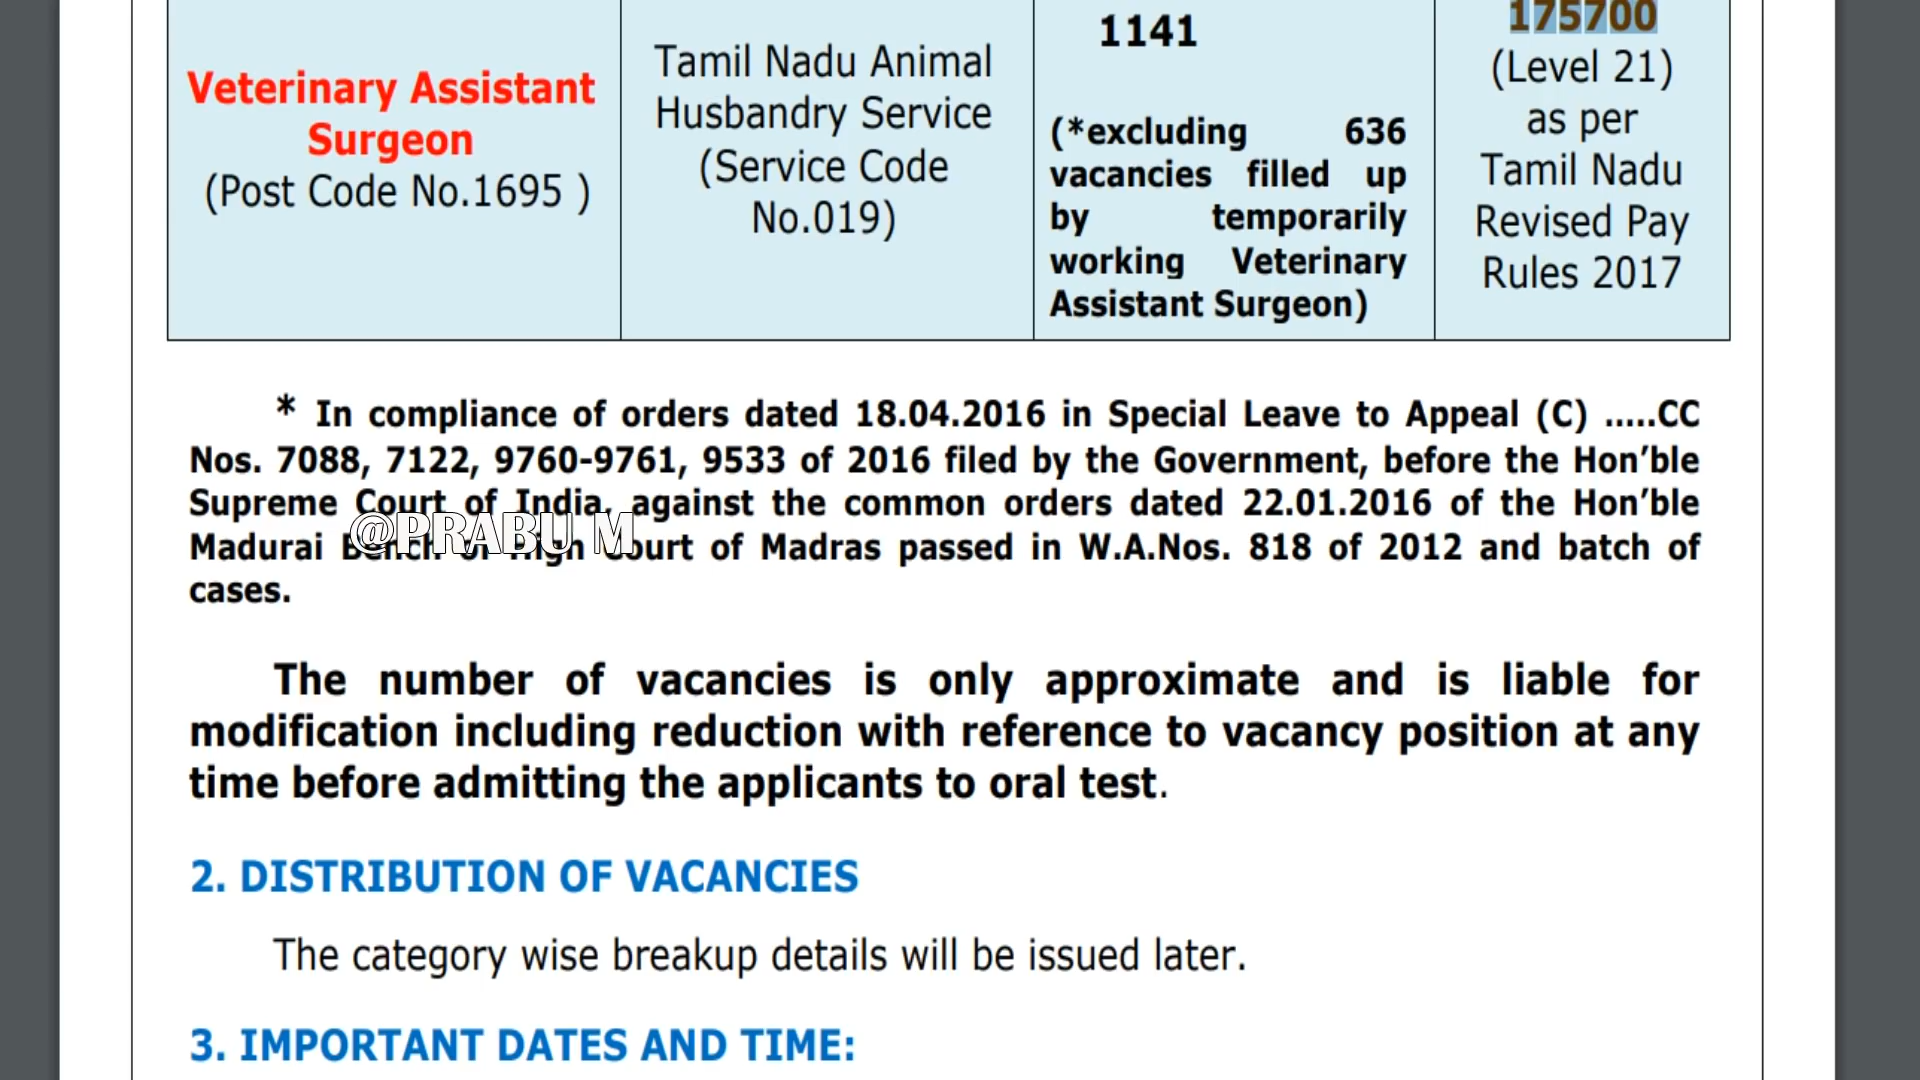 175700
1141
Veterinary Assistant
Surgeon
(Post Code No.1695 )
Tamil Nadu Animal
Husbandry Service
(Service Code
No.019)
(*excluding 636
vacancies filled up
by temporarily
working Veterinary
Assistant Surgeon)
(Level 21)
as per
Tamil Nadu
Revised Pay
Rules 2017
* In compliance of orders dated 18.04.2016 in Special Leave to Appeal (C) .....CC
Nos. 7088, 7122, 9760-9761, 9533 of 2016 filed by the Government, before the Hon’ble
Supreme Court of India, against the common orders dated 22.01.2016 of the Hon’ble
@PRABU M
Madurai Bench of High Court of Madras passed in W.A.Nos. 818 of 2012 and batch of
cases.
The number of vacancies is only approximate and is liable for
modification including reduction with reference to vacancy position at any
time before admitting the applicants to oral test.
2. DISTRIBUTION OF VACANCIES
The category wise breakup details will be issued later.
3. IMPORTANT DATES AND TIME: